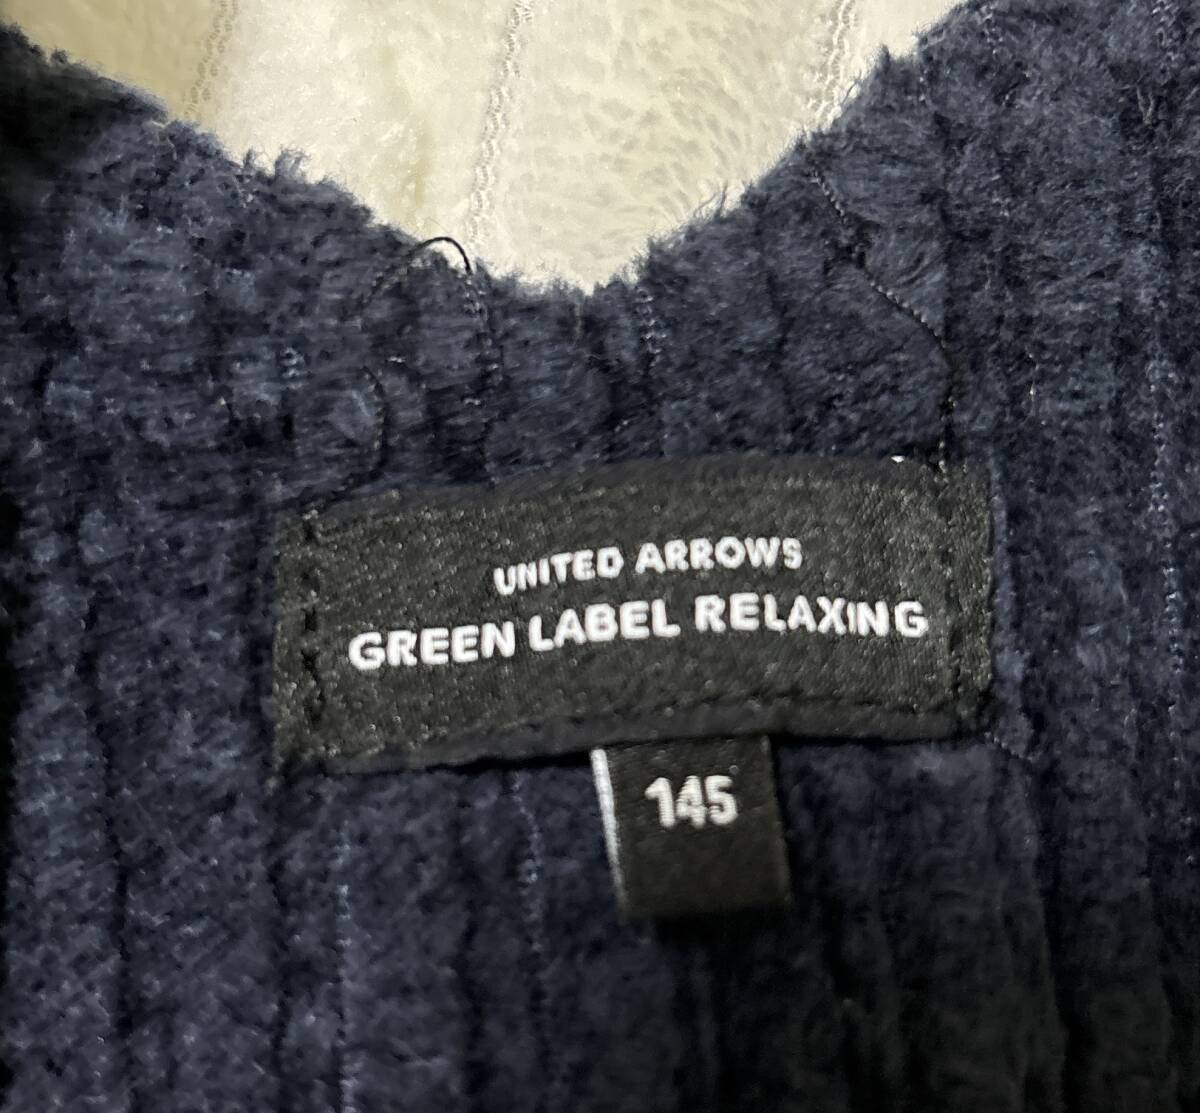 UNITED ARROWS
GREEN LABEL RELAXING
145